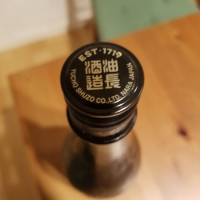 EST·1719
油長
酒造
YUCHO SHUZO CO.,LTD. NARA JAPAN